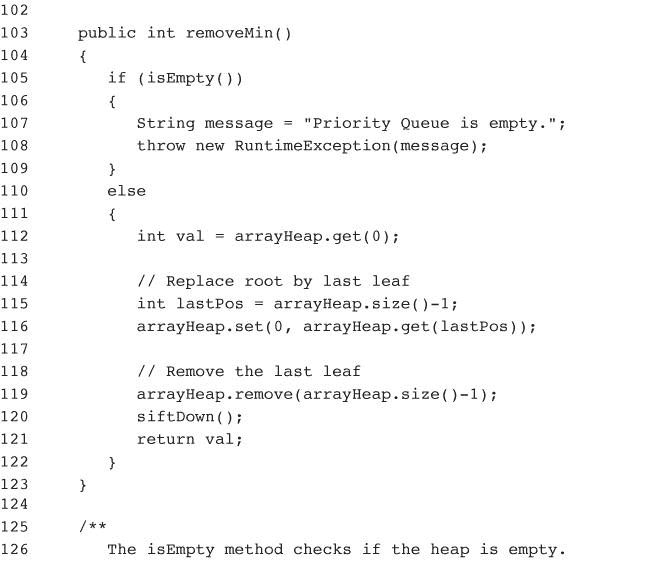 102
103     public int removeMin()
104     {
105        if (isEmpty())
106        {
107           String message = "Priority Queue is empty.";
108           throw new RuntimeException(message);
109        }
110        else
111        {
112           int val = arrayHeap.get(0);
113
114           // Replace root by last leaf
115           int lastPos = arrayHeap.size()-1;
116           arrayHeap.set(0, arrayHeap.get(lastPos));
117
118           // Remove the last leaf
119           arrayHeap.remove(arrayHeap.size()-1);
120           siftDown();
121           return val;
122        }
123     }
124
125     /**
126        The isEmpty method checks if the heap is empty.